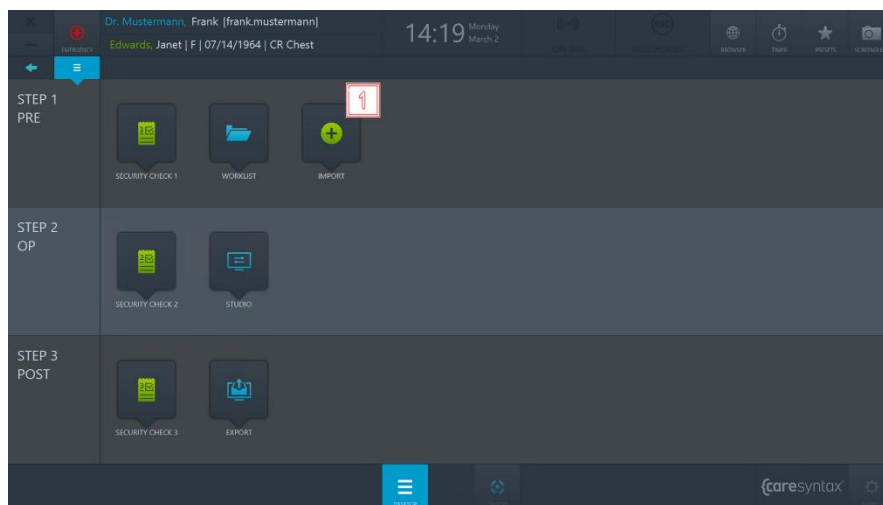 Dr. Mustermann, Frank [frank.mustermann]
Edwards, Janet | F | 07/14/1964 | CR Chest
14:19 Monday
March 2
EMERGENCY
BROWSER
TIMER
PRESETS
STEP 1
PRE
1
SECURITY CHECK 1
WORKLIST
IMPORT
STEP 2
OP
SECURITY CHECK 2
STUDIO
STEP 3
POST
SECURITY CHECK 3
EXPORT
DESKTOP
{caresyntax